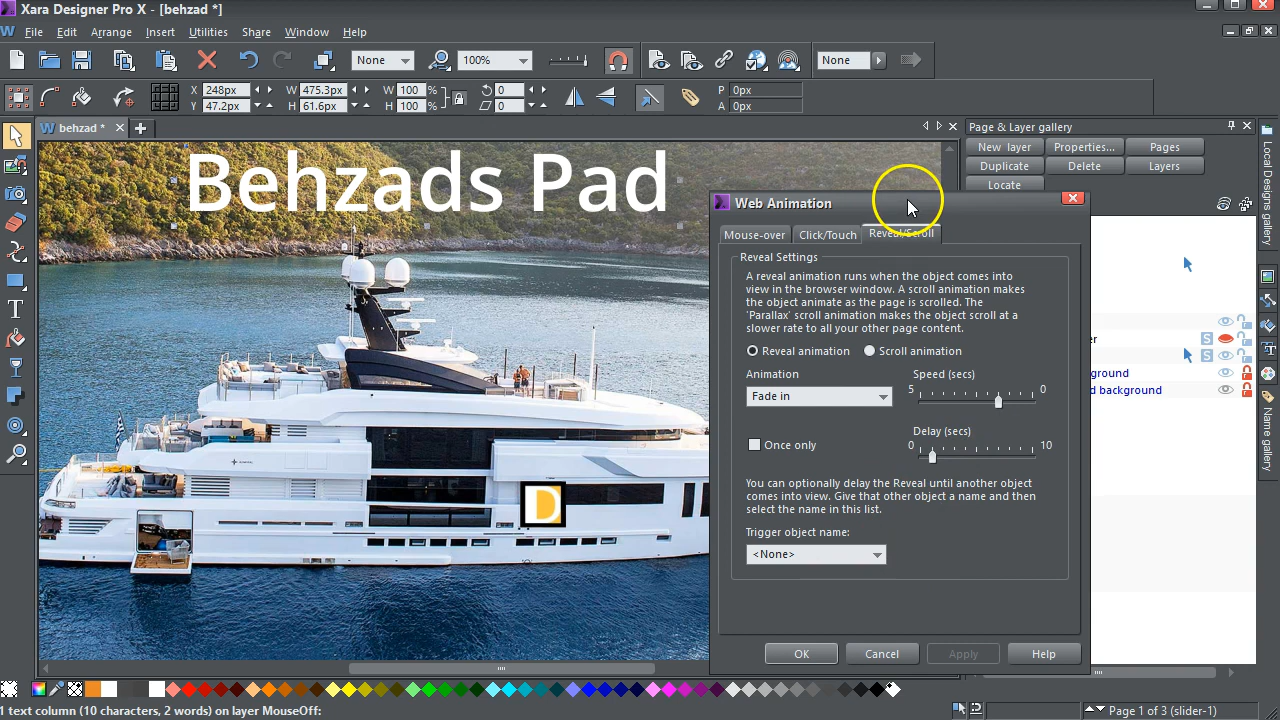 Xara Designer Pro X - [behzad *]
File Edit Arrange Insert Utilities Share Window Help
None 100% None
X 248px W 475.3px W 100 % 0 P 0px
Y 47.2px H 61.6px H 100 % 0 A 0px
W behzad *
Page & Layer gallery
New layer Properties... Pages
Duplicate Delete Layers
Locate
Local Designs gallery
Name gallery
Behzads Pad
Web Animation
Mouse-over Click/Touch Reveal/Scroll
Reveal Settings
A reveal animation runs when the object comes into
view in the browser window. A scroll animation makes
the object animate as the page is scrolled. The
'Parallax' scroll animation makes the object scroll at a
slower rate to all your other page content.
Reveal animation Scroll animation
Animation Speed (secs)
Fade in 5 0
Delay (secs)
Once only 0 10
You can optionally delay the Reveal until another object
comes into view. Give that other object a name and then
select the name in this list.
Trigger object name:
<None>
OK Cancel Apply Help
er S
S
ground
d background
D
1 text column (10 characters, 2 words) on layer MouseOff:
Page 1 of 3 (slider-1)